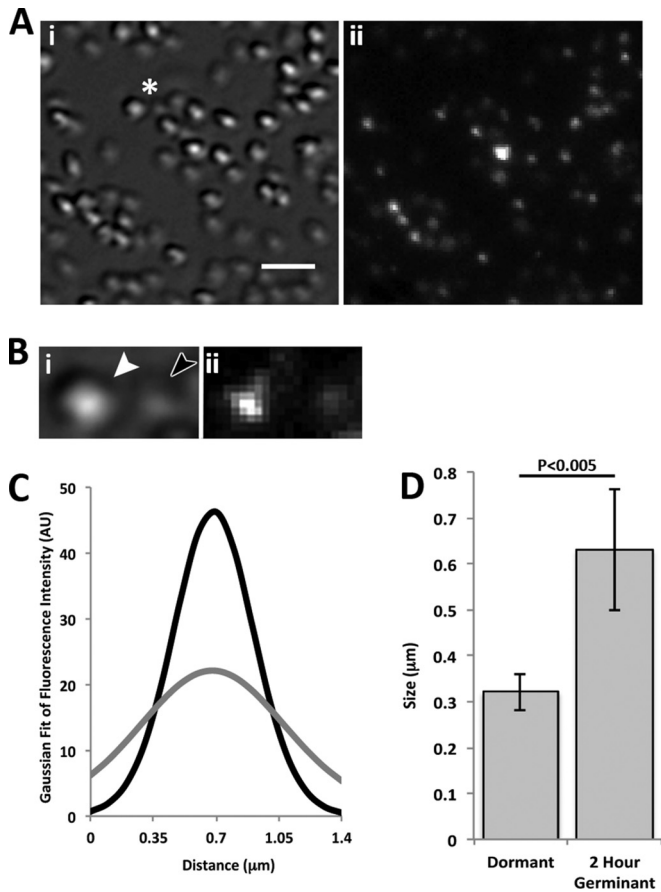 A
i
*
ii
B
i
ii
C
Gaussian Fit of Fluorescence Intensity (AU)
50
40
30
20
10
0
0 0.35 0.7 1.05 1.4
Distance (μm)
D
P<0.005
Size (μm)
0.8
0.7
0.6
0.5
0.4
0.3
0.2
0.1
0
Dormant 2 Hour
Germinant